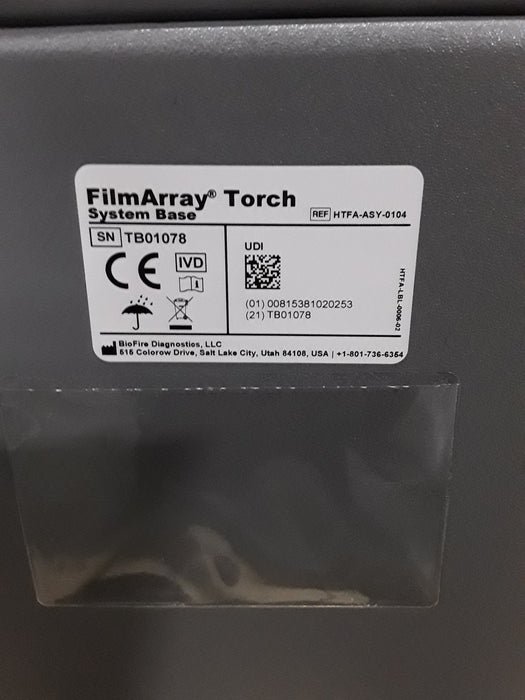 FilmArray® Torch
System Base
REF HTFA-ASY-0104
SN TB01078
CE IVD
UDI
(01) 00815381020253
(21) TB01078
HTFA-LBL-0006-02
BioFire Diagnostics, LLC
515 Colorow Drive, Salt Lake City, Utah 84108, USA | +1-801-736-6354